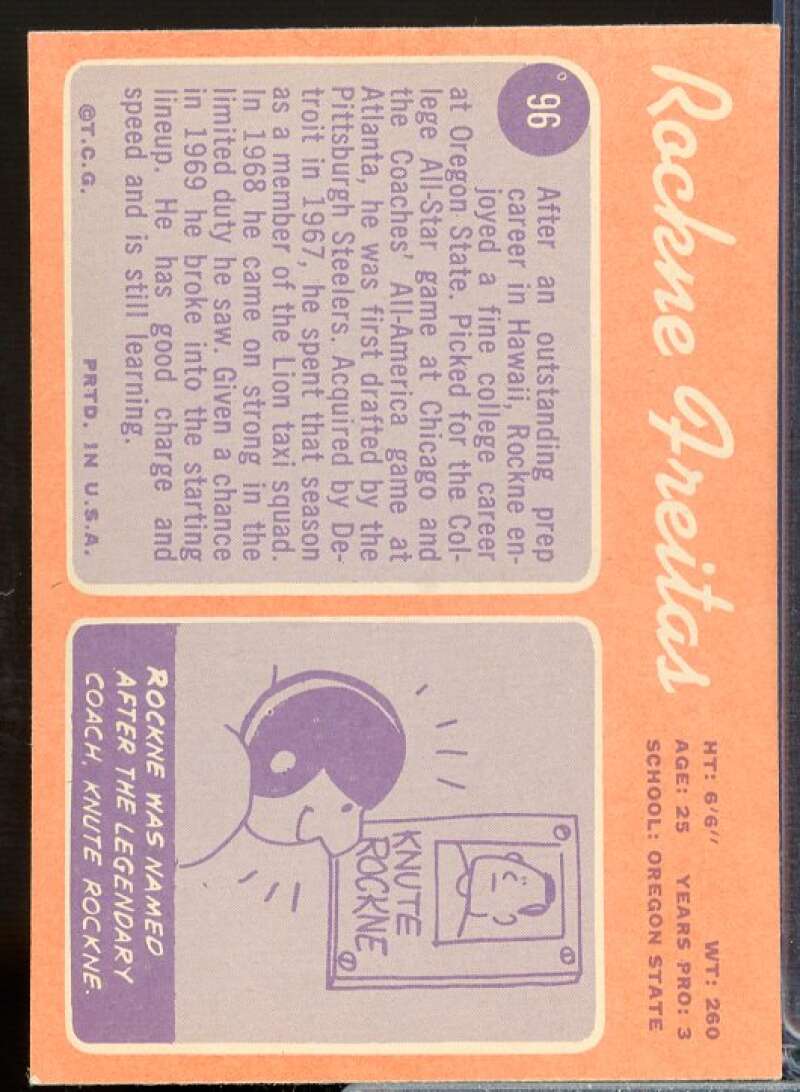 Rockne Freitas
HT: 6'6" WT: 260
AGE: 25 YEARS PRO: 3
SCHOOL: OREGON STATE
96
After an outstanding prep
career in Hawaii, Rockne en-
joyed a fine college career
at Oregon State. Picked for the Col-
lege All-Star game at Chicago and
the Coaches' All-America game at
Atlanta, he was first drafted by the
Pittsburgh Steelers. Acquired by De-
troit in 1967, he spent that season
as a member of the Lion taxi squad.
In 1968 he came on strong in the
limited duty he saw. Given a chance
in 1969 he broke into the starting
lineup. He has good charge and
speed and is still learning.
©T.C.G. PRTD. IN U.S.A.
KNUTE
ROCKNE
ROCKNE WAS NAMED
AFTER THE LEGENDARY
COACH, KNUTE ROCKNE.